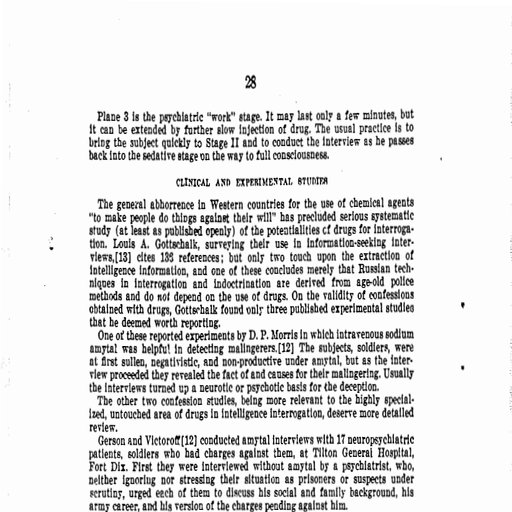 28
Plane 3 is the psychiatric "work" stage. It may last only a few minutes, but
it can be extended by further slow injection of drug. The usual practice is to
bring the subject quickly to Stage II and to conduct the interview as he passes
back into the sedative stage on the way to full consciousness.
CLINICAL AND EXPERIMENTAL STUDIES
The general abhorrence in Western countries for the use of chemical agents
"to make people do things against their will" has precluded serious systematic
study (at least as published openly) of the potentialities of drugs for interroga-
tion. Louis A. Gottschalk, surveying their use in information-seeking inter-
views,[13] cites 136 references; but only two touch upon the extraction of
intelligence information, and one of these concludes merely that Russian tech-
niques in interrogation and indoctrination are derived from age-old police
methods and do not depend on the use of drugs. On the validity of confessions
obtained with drugs, Gottschalk found only three published experimental studies
that he deemed worth reporting.
One of these reported experiments by D. P. Morris in which intravenous sodium
amytal was helpful in detecting malingerers.[12] The subjects, soldiers, were
at first sullen, negativistic, and non-productive under amytal, but as the inter-
view proceeded they revealed the fact of and causes for their malingering. Usually
the interviews turned up a neurotic or psychotic basis for the deception.
The other two confession studies, being more relevant to the highly special-
ized, untouched area of drugs in intelligence interrogation, deserve more detailed
review.
Gerson and Victoroff[12] conducted amytal interviews with 17 neuropsychiatric
patients, soldiers who had charges against them, at Tilton General Hospital,
Fort Dix. First they were interviewed without amytal by a psychiatrist, who,
neither ignoring nor stressing their situation as prisoners or suspects under
scrutiny, urged each of them to discuss his social and family background, his
army career, and his version of the charges pending against him.